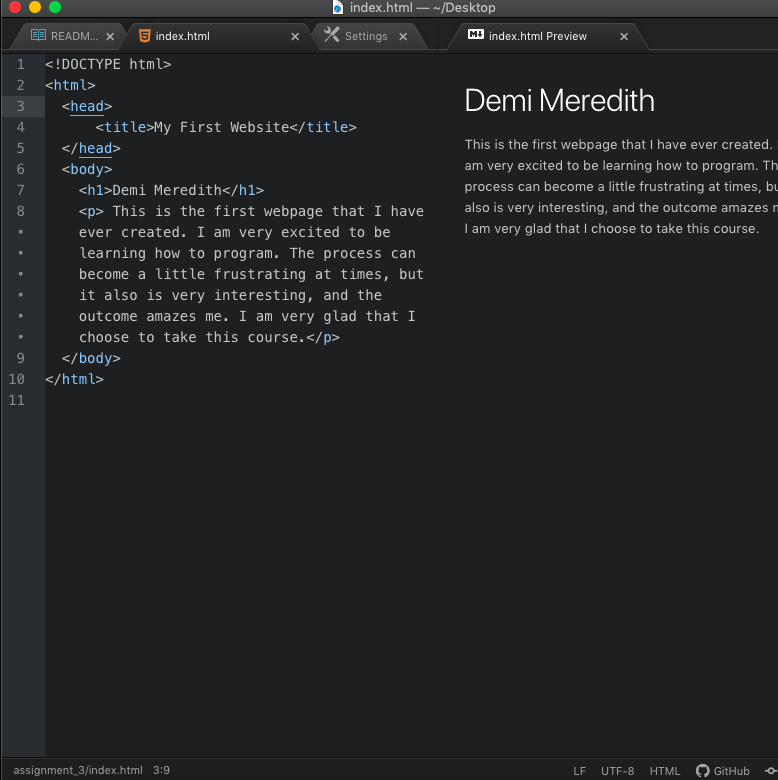 index.html — ~/Desktop
READM...
index.html
Settings
index.html Preview
1 <!DOCTYPE html>
2 <html>
3 <head>
4 <title>My First Website</title>
5 </head>
6 <body>
7 <h1>Demi Meredith</h1>
8 <p> This is the first webpage that I have
• ever created. I am very excited to be
• learning how to program. The process can
• become a little frustrating at times, but
• it also is very interesting, and the
• outcome amazes me. I am very glad that I
• choose to take this course.</p>
9 </body>
10 </html>
11
Demi Meredith
This is the first webpage that I have ever created.
am very excited to be learning how to program. Th
process can become a little frustrating at times, bu
also is very interesting, and the outcome amazes
I am very glad that I choose to take this course.
assignment_3/index.html 3:9
LF UTF-8 HTML GitHub